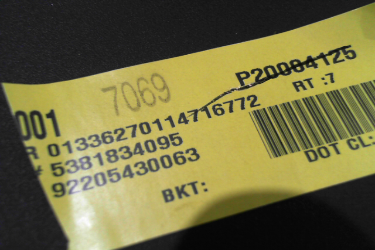 7069 P20084125
001 RT :7
R 01336270114716772
# 5381834095
92205430063 DOT CL:
BKT: